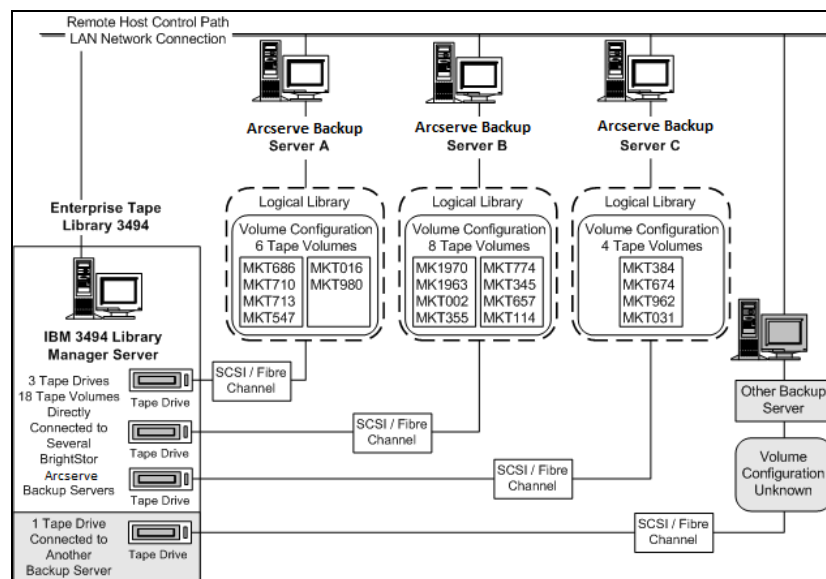 Remote Host Control Path
LAN Network Connection
Arcserve Backup
Server A
Arcserve Backup
Server B
Arcserve Backup
Server C
Enterprise Tape
Library 3494
Logical Library
Volume Configuration
6 Tape Volumes
MKT686
MKT710
MKT713
MKT547
MKT016
MKT980
Logical Library
Volume Configuration
8 Tape Volumes
MK1970
MK1963
MKT002
MKT355
MKT774
MKT345
MKT657
MKT114
Logical Library
Volume Configuration
4 Tape Volumes
MKT384
MKT674
MKT962
MKT031
IBM 3494 Library
Manager Server
3 Tape Drives
18 Tape Volumes
Directly
Connected to
Several
BrightStor
Arcserve
Backup Servers
Tape Drive
Tape Drive
Tape Drive
SCSI / Fibre
Channel
SCSI / Fibre
Channel
SCSI / Fibre
Channel
Other Backup
Server
Volume
Configuration
Unknown
1 Tape Drive
Connected to
Another
Backup Server
Tape Drive
SCSI / Fibre
Channel